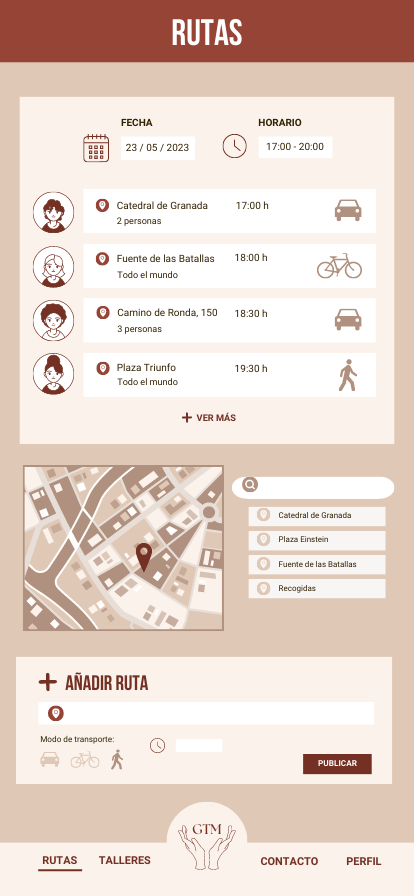 RUTAS
FECHA
HORARIO
23 / 05 / 2023
17:00 - 20:00
Catedral de Granada
17:00 h
2 personas
Fuente de las Batallas
18:00 h
Todo el mundo
Camino de Ronda, 150
18:30 h
3 personas
Plaza Triunfo
19:30 h
Todo el mundo
VER MÁS
Catedral de Granada
Plaza Einstein
Fuente de las Batallas
Recogidas
AÑADIR RUTA
Modo de transporte:
PUBLICAR
GTM
RUTAS
TALLERES
CONTACTO
PERFIL